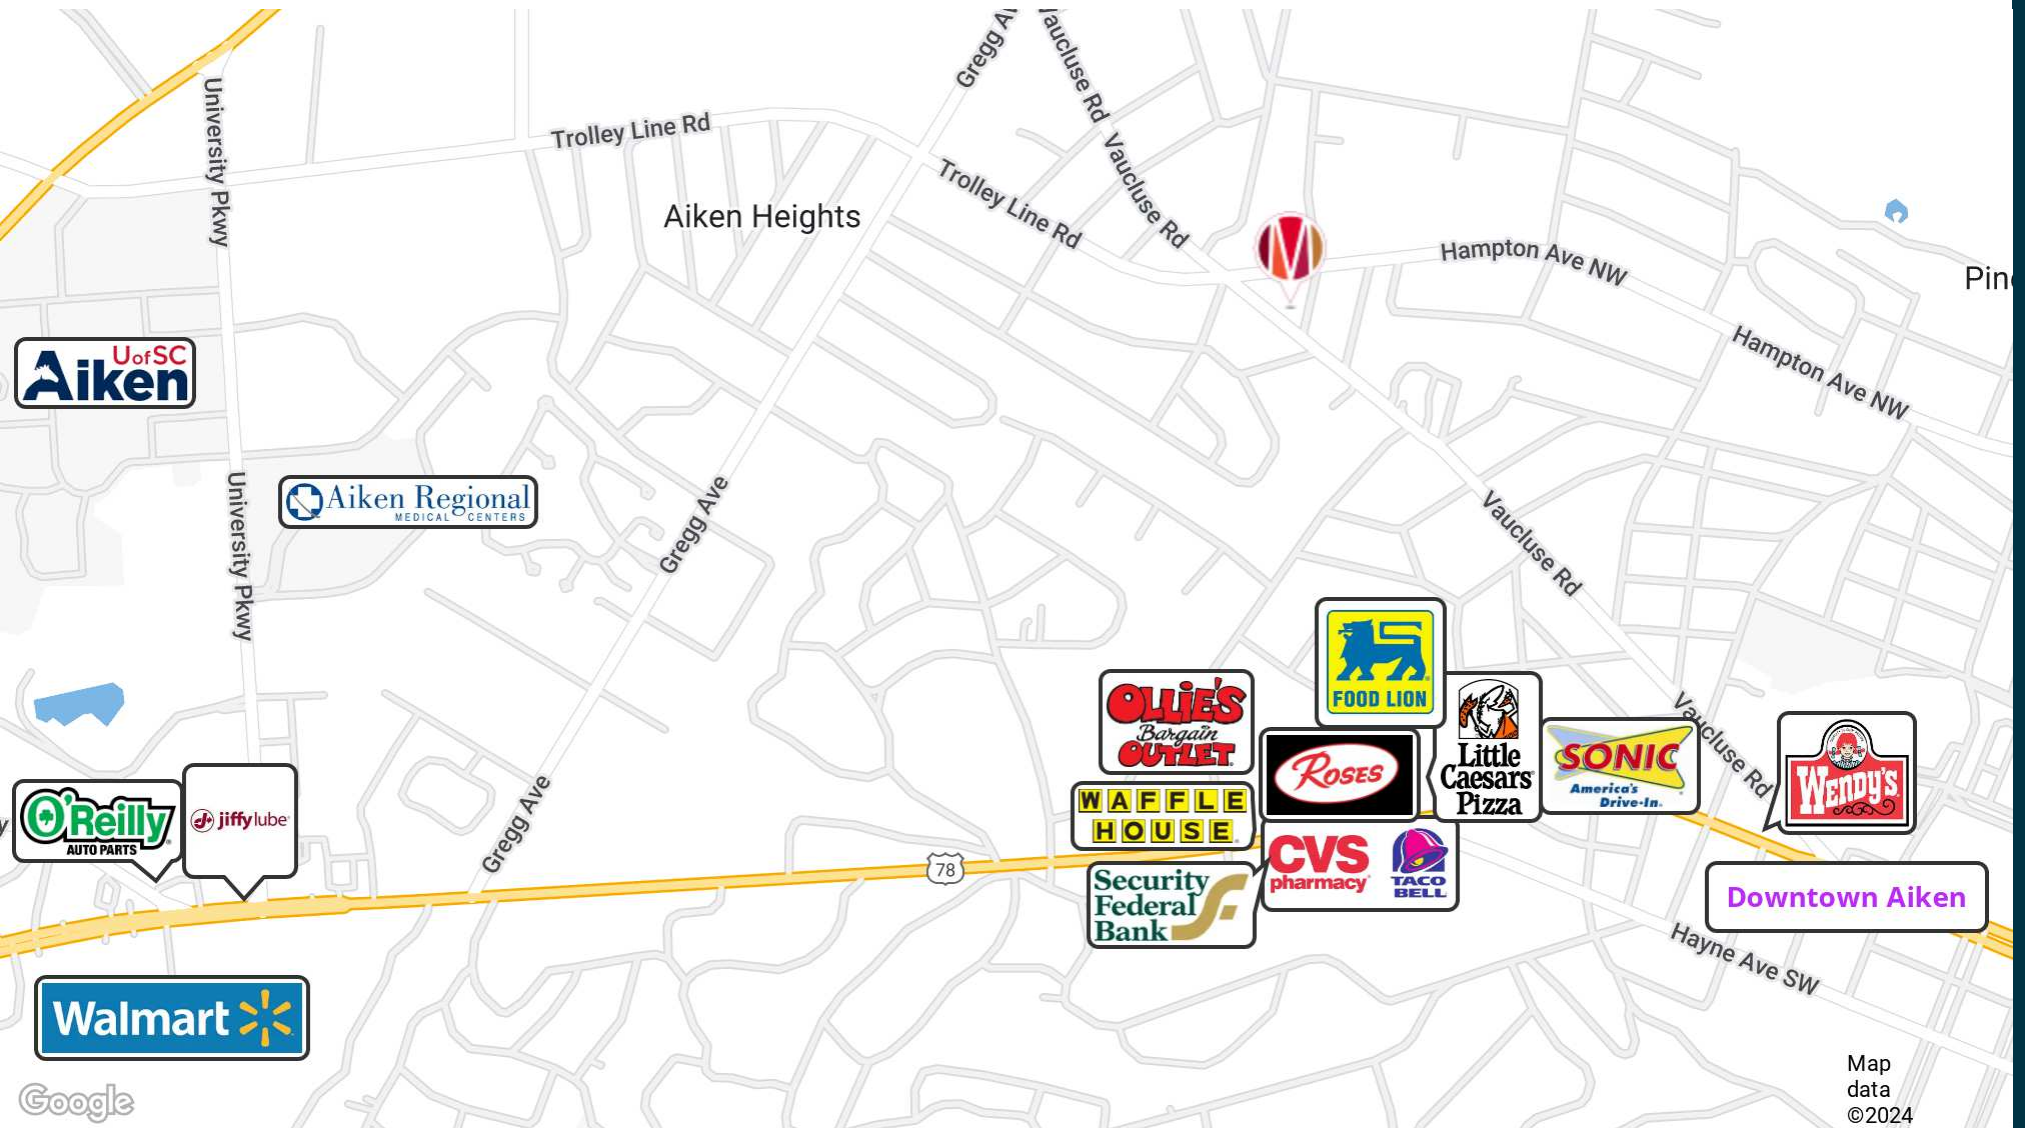 Gregg A
Vaucluse Rd
University Pkwy
Trolley Line Rd
Vaucluse Rd
Trolley Line Rd
Aiken Heights
M
Hampton Ave NW
Pin
Hampton Ave NW
UofSC
Aiken
University Pkwy
Aiken Regional
MEDICAL CENTERS
Gregg Ave
Vaucluse Rd
FOOD LION
OLLiE'S
Bargain
OUTLET
ROSES
Little
Caesars
Pizza
SONIC
America's
Drive-In
Vaucluse Rd
WENDY'S
O'Reilly
AUTO PARTS
jiffylube
Gregg Ave
WAFFLE
HOUSE
78
CVS
pharmacy
TACO
BELL
Security
Federal
Bank
Downtown Aiken
Hayne Ave SW
Walmart
Google
Map
data
©2024